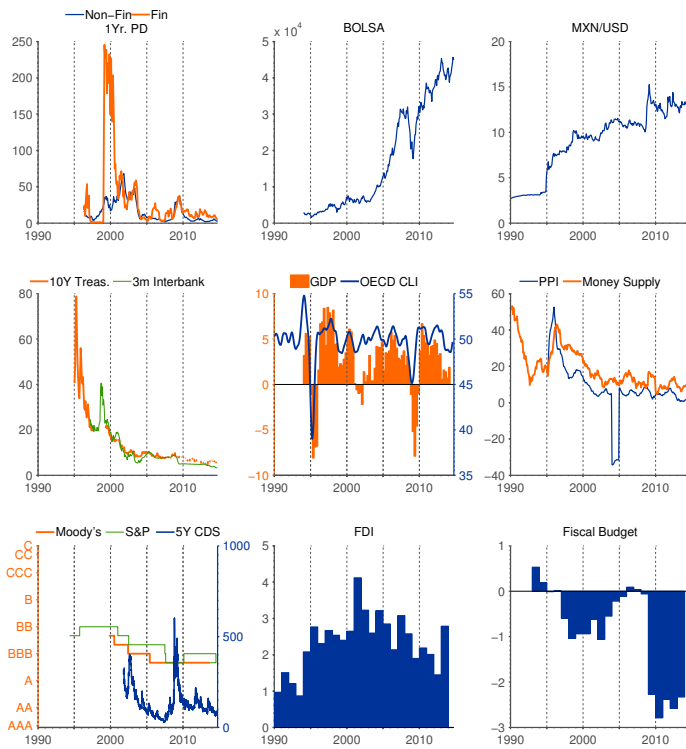 Non-Fin Fin
1Yr. PD
250
200
150
100
50
0
1990 2000 2010
BOLSA
x 10^4
5
4
3
2
1
0
1990 2000 2010
MXN/USD
20
15
10
5
0
1990 2000 2010
10Y Treas. 3m Interbank
80
60
40
20
0
1990 2000 2010
GDP OECD CLI
10
5
0
−5
−10
55
50
45
40
35
1990 2000 2010
PPI Money Supply
60
40
20
0
−20
−40
1990 2000 2010
Moody's S&P 5Y CDS
C
CC
CCC
B
BB
BBB
A
AA
AAA
1000
500
0
1990 2000 2010
FDI
5
4
3
2
1
0
1990 2000 2010
Fiscal Budget
1
0
−1
−2
−3
1990 2000 2010